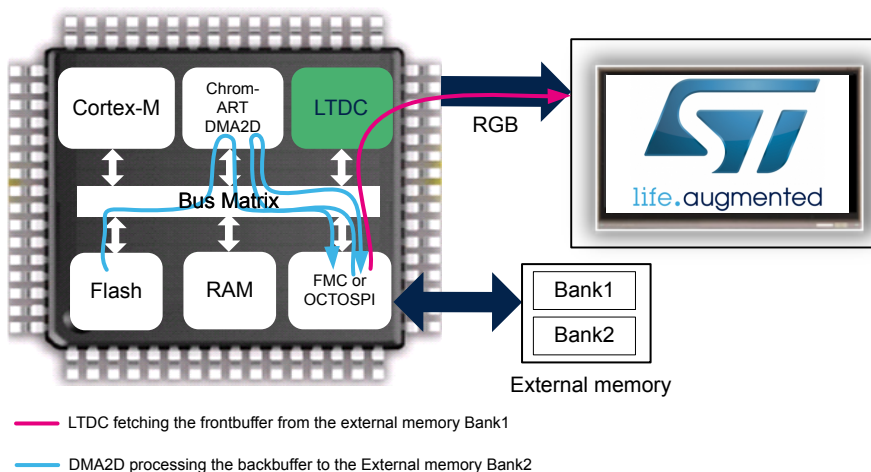 Cortex-M
Chrom-
ART
DMA2D
LTDC
Bus Matrix
Flash
RAM
FMC or
OCTOSPI
RGB
ST
life.augmented
Bank1
Bank2
External memory
LTDC fetching the frontbuffer from the external memory Bank1
DMA2D processing the backbuffer to the External memory Bank2